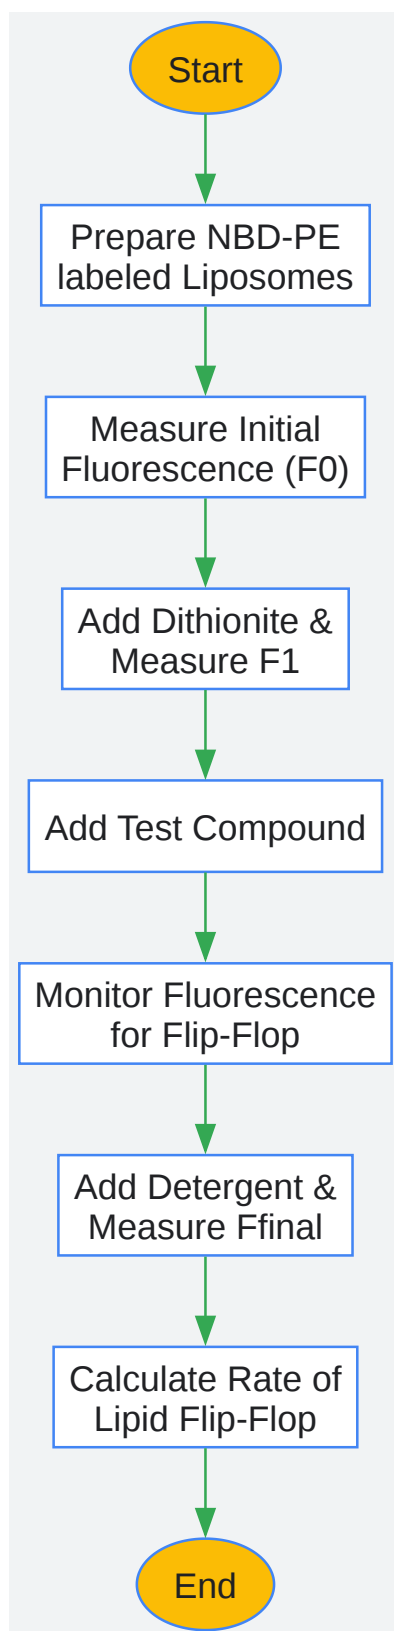 Start
Prepare NBD-PE
labeled Liposomes
Measure Initial
Fluorescence (F0)
Add Dithionite &
Measure F1
Add Test Compound
Monitor Fluorescence
for Flip-Flop
Add Detergent &
Measure Ffinal
Calculate Rate of
Lipid Flip-Flop
End